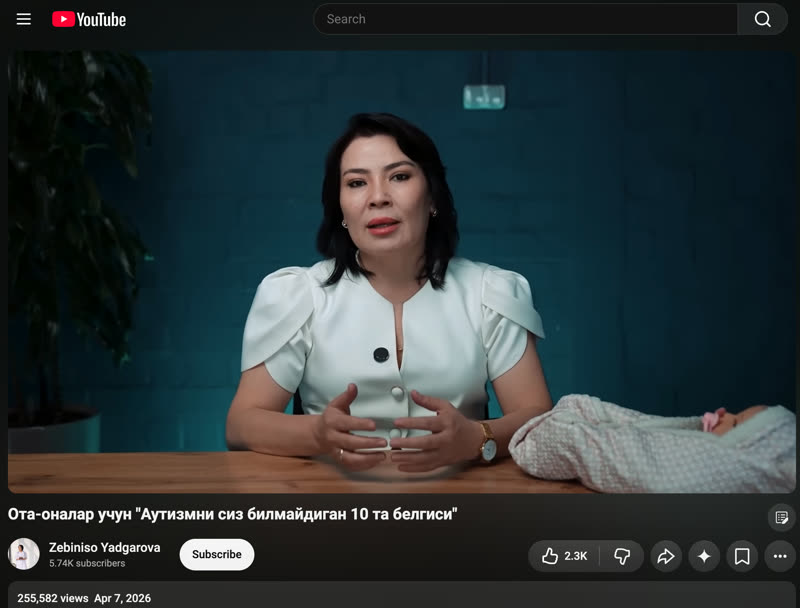 YouTube
Search
Ота-оналар учун "Аутизмни сиз билмайдиган 10 та белгиси"
Zebiniso Yadgarova
5.74K subscribers
Subscribe
2.3K
255,582 views Apr 7, 2026